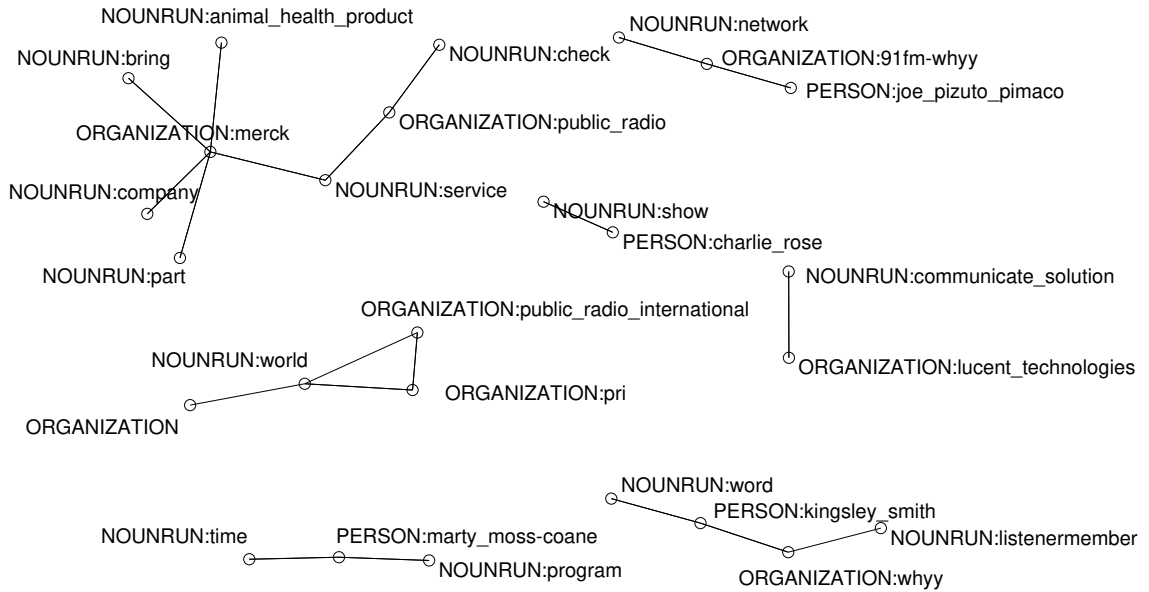 NOUNRUN:animal_health_product
NOUNRUN:network
NOUNRUN:bring
NOUNRUN:check
ORGANIZATION:91fm-whyy
PERSON:joe_pizuto_pimaco
ORGANIZATION:public_radio
ORGANIZATION:merck
NOUNRUN:company
NOUNRUN:service
NOUNRUN:show
PERSON:charlie_rose
NOUNRUN:part
NOUNRUN:communicate_solution
ORGANIZATION:public_radio_international
NOUNRUN:world
ORGANIZATION:lucent_technologies
ORGANIZATION:pri
ORGANIZATION
NOUNRUN:word
PERSON:kingsley_smith
NOUNRUN:time
PERSON:marty_moss-coane
NOUNRUN:listenermember
NOUNRUN:program
ORGANIZATION:whyy